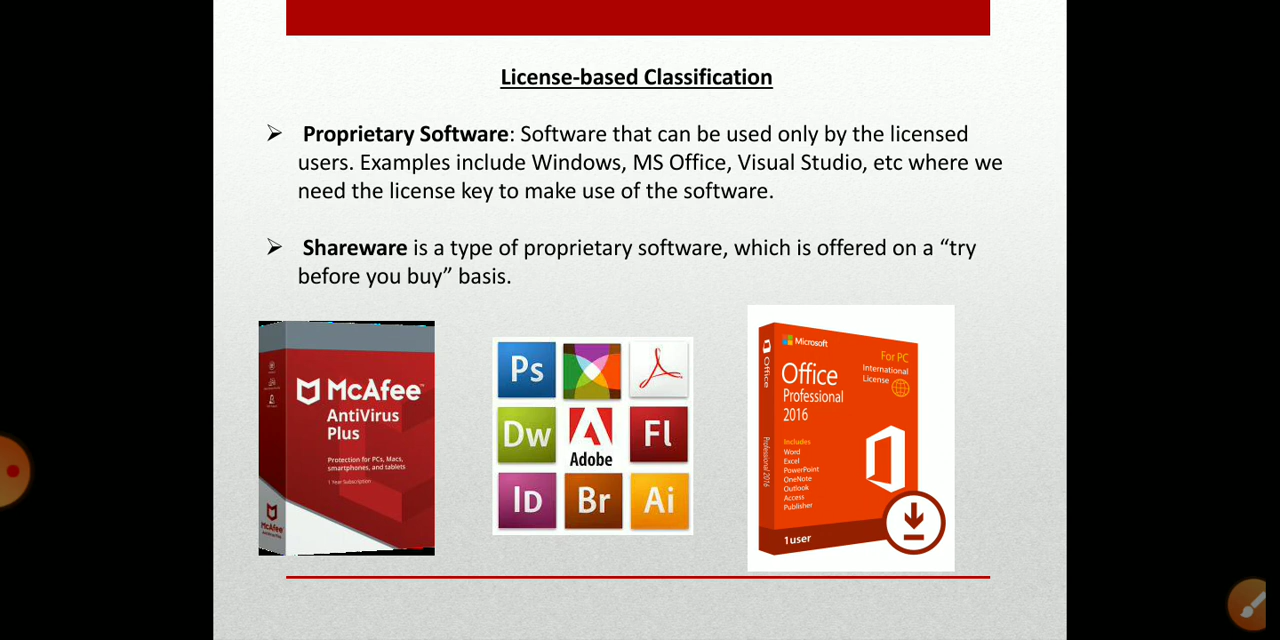 License-based Classification
➢ Proprietary Software: Software that can be used only by the licensed
users. Examples include Windows, MS Office, Visual Studio, etc where we
need the license key to make use of the software.
➢ Shareware is a type of proprietary software, which is offered on a “try
before you buy” basis.
McAfee™
AntiVirus
Plus
Protection for PCs, Macs,
smartphones, and tablets
1 Year Subscription
McAfee
Ps
Dw
Adobe
Fl
ID
Br
Ai
Microsoft
For PC
International
License
Office
Professional
2016
Includes
Word
Excel
PowerPoint
OneNote
Outlook
Access
Publisher
1user
Office
Professional 2016